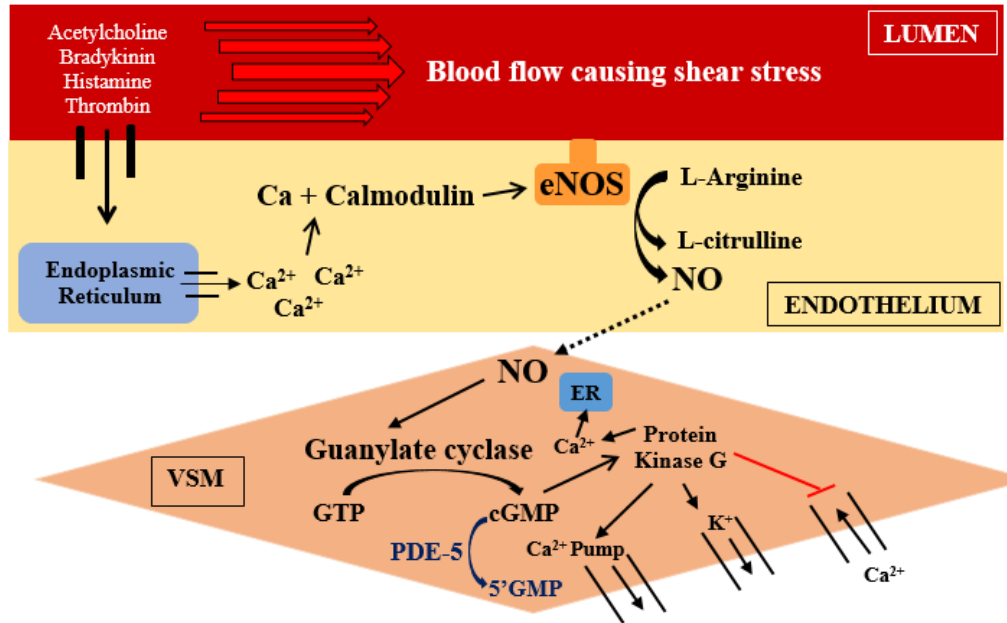 Acetylcholine
Bradykinin
Histamine
Thrombin
Blood flow causing shear stress
LUMEN
Ca + Calmodulin
eNOS
L-Arginine
L-citrulline
NO
Endoplasmic
Reticulum
Ca²⁺
Ca²⁺
Ca²⁺
ENDOTHELIUM
NO
ER
Guanylate cyclase
Ca²⁺
Protein
Kinase G
VSM
GTP
cGMP
PDE-5
5'GMP
Ca²⁺ Pump
K⁺
Ca²⁺